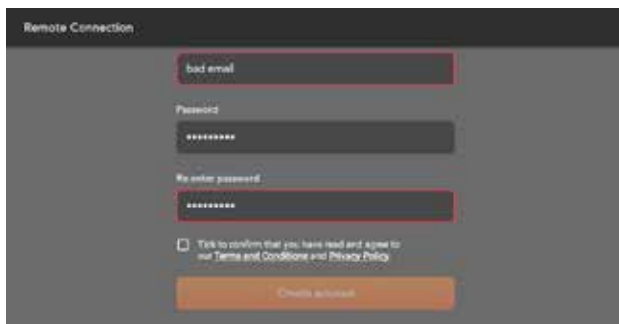 Remote Connection
bad email
Password
•••••••••
Re enter password
•••••••••
Tick to confirm that you have read and agree to
our Terms and Conditions and Privacy Policy
Create account